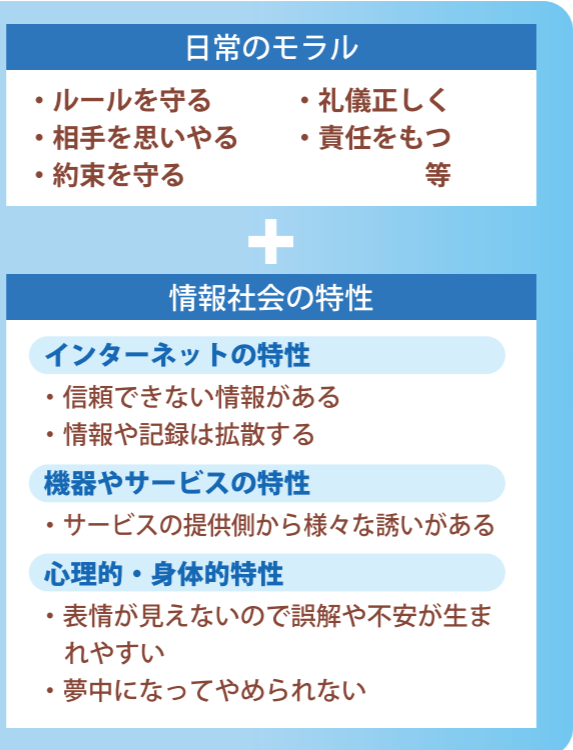 日常のモラル
・ルールを守る
・相手を思いやる
・約束を守る
・礼儀正しく
・責任をもつ
等
+
情報社会の特性
インターネットの特性
・信頼できない情報がある
・情報や記録は拡散する
機器やサービスの特性
・サービスの提供側から様々な誘いがある
心理的・身体的特性
・表情が見えないので誤解や不安が生ま
れやすい
・夢中になってやめられない